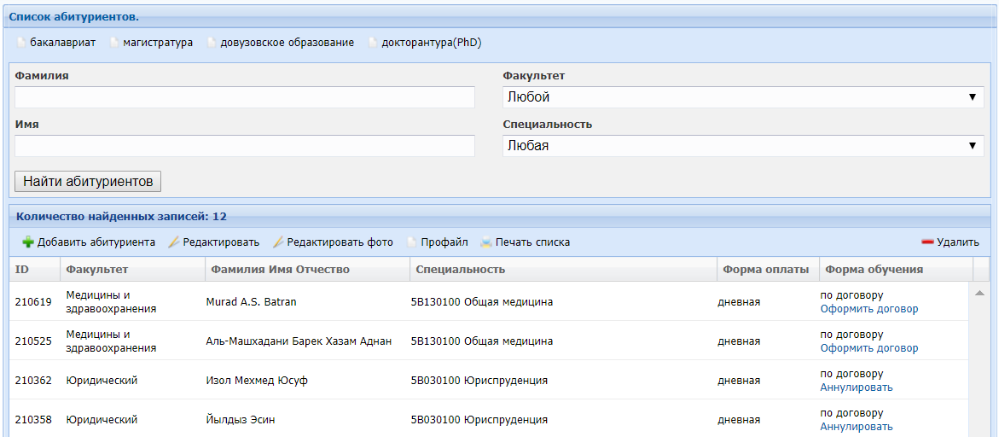 Список абитуриентов.
бакалавриат магистратура довузовское образование докторантура(PhD)
Фамилия Факультет
Любой
Имя Специальность
Любая
Найти абитуриентов
Количество найденных записей: 12
Добавить абитуриента Редактировать Редактировать фото Профайл Печать списка Удалить
ID Факультет Фамилия Имя Отчество Специальность Форма оплаты Форма обучения
210619 Медицины и здравоохранения Murad A.S. Batran 5B130100 Общая медицина дневная по договору Оформить договор
210525 Медицины и здравоохранения Аль-Машхадани Барек Хазам Аднан 5B130100 Общая медицина дневная по договору Оформить договор
210362 Юридический Изол Мехмед Юсуф 5B030100 Юриспруденция дневная по договору Аннулировать
210358 Юридический Йылдыз Эсин 5B030100 Юриспруденция дневная по договору Аннулировать